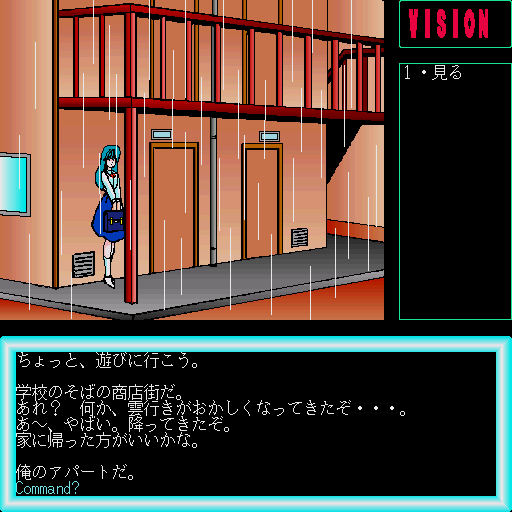 VISION
1・見る
ちょっと、遊びに行こう。
学校のそばの商店街だ。
あれ？　何か、雲行きがおかしくなってきたぞ・・・。
あ～、やばい。降ってきたぞ。
家に帰った方がいいかな。
俺のアパートだ。
Command?